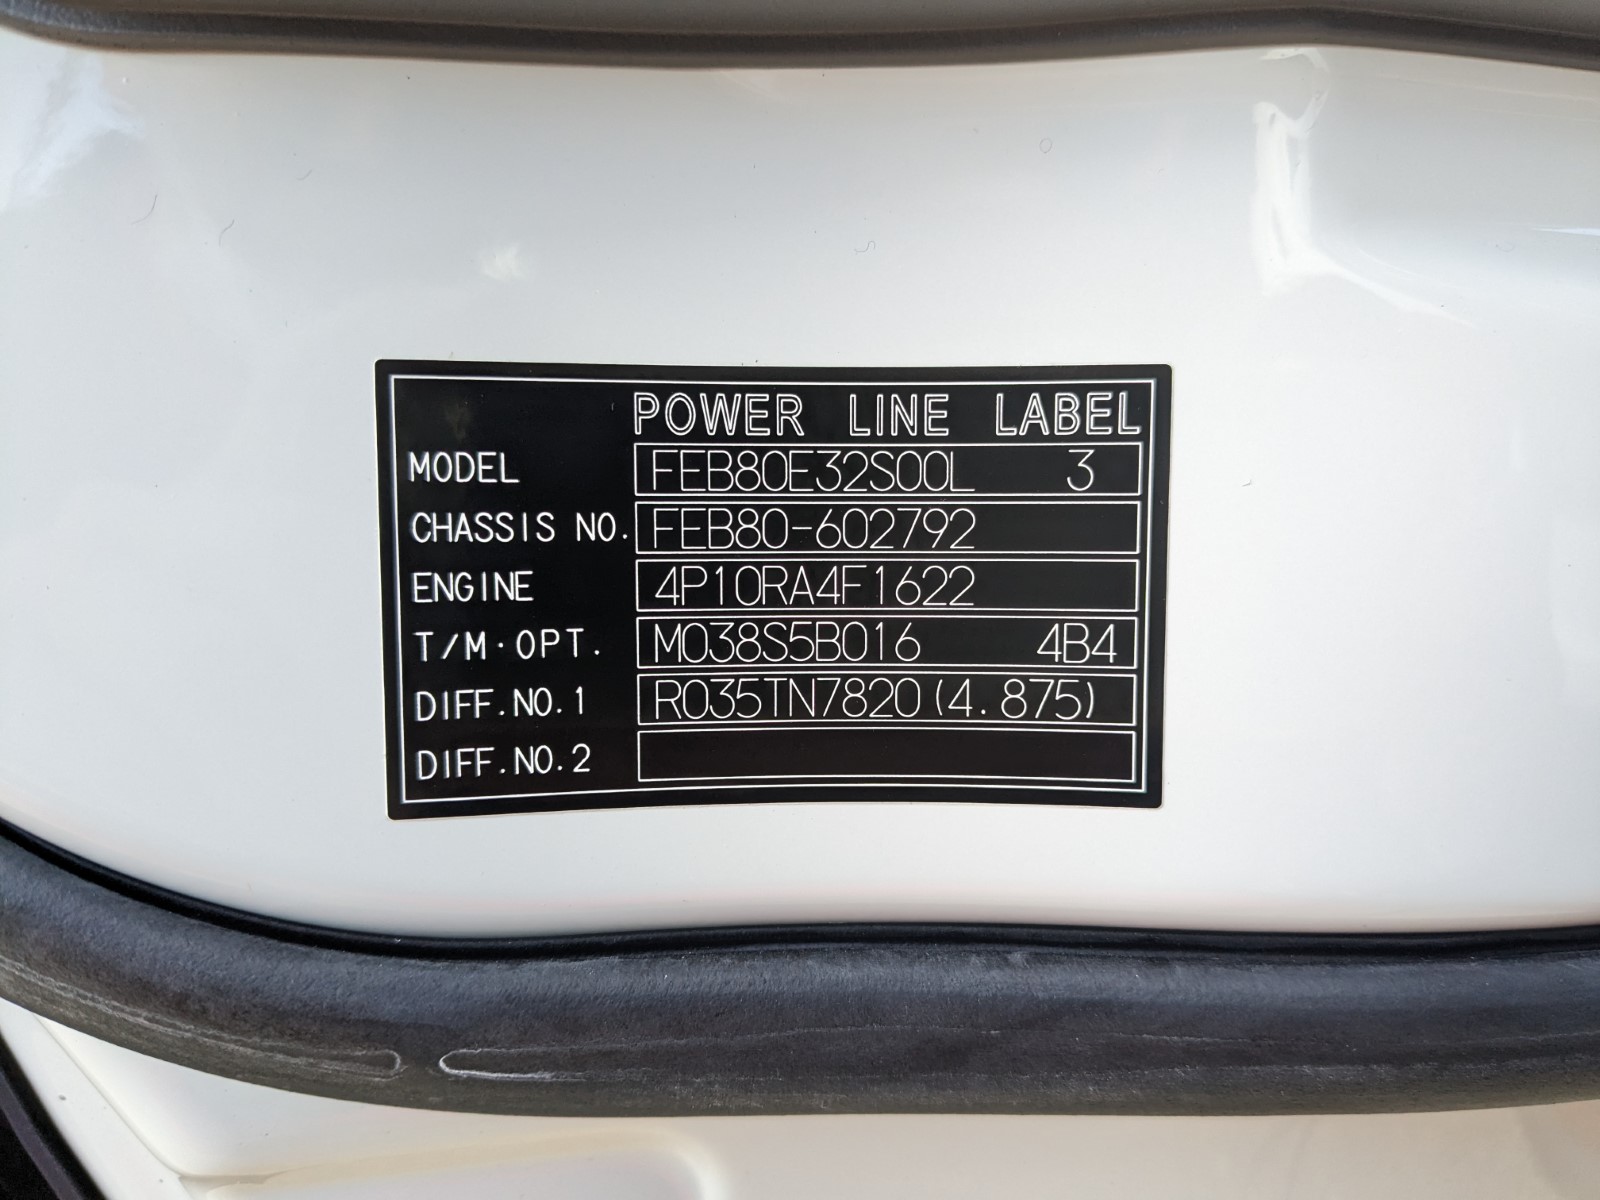 POWER LINE LABEL
MODEL FEB80E32S00L 3
CHASSIS NO. FEB80-602792
ENGINE 4P10RA4F1622
T/M·OPT. M038S5B016 4B4
DIFF.NO.1 R035TN7820(4.875)
DIFF.NO.2